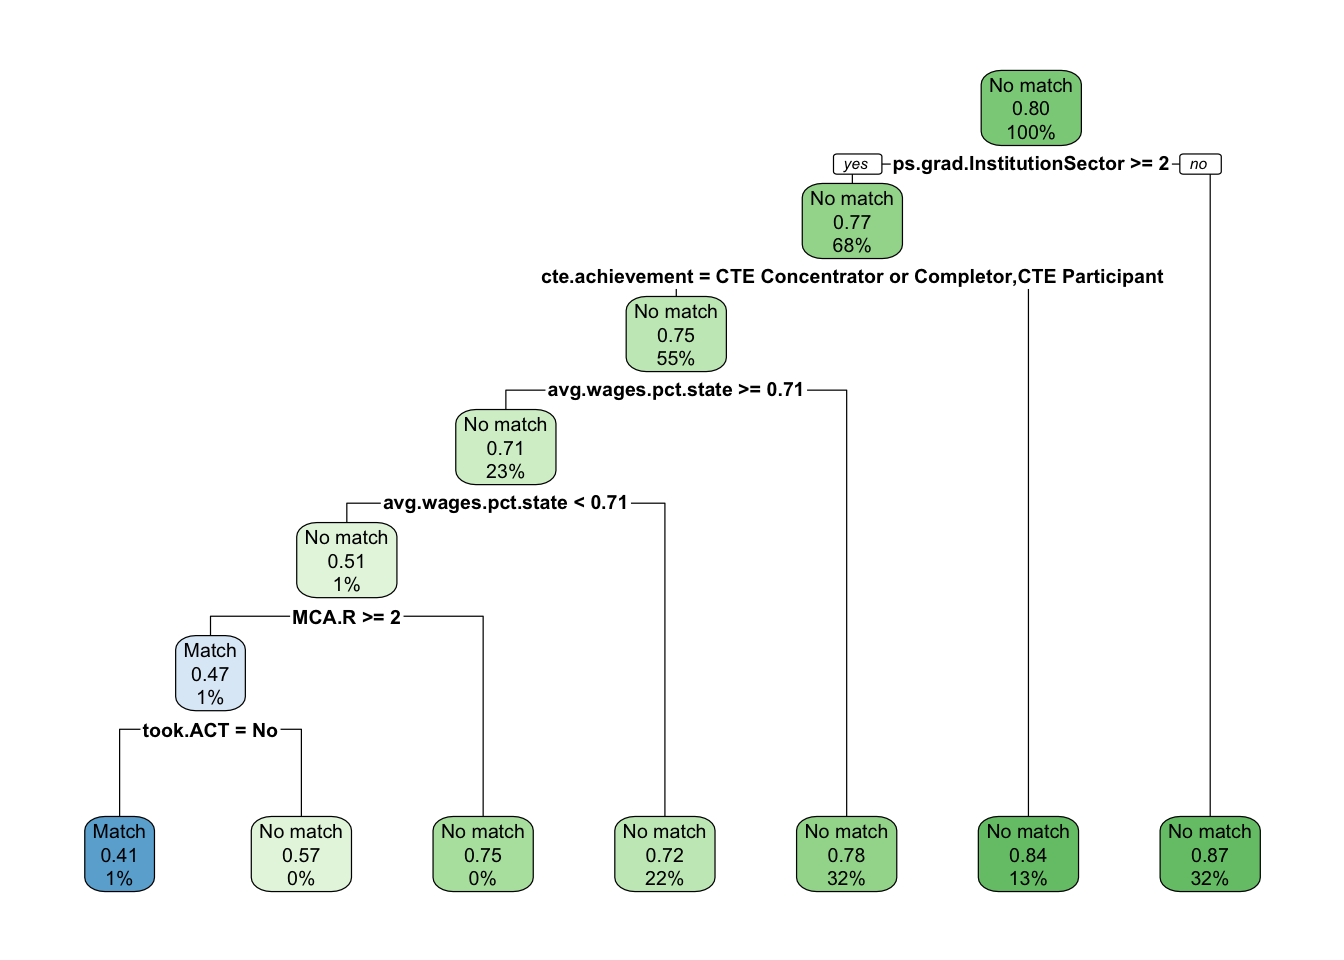 No match
0.80
100%
yes
ps.grad.InstitutionSector >= 2
no
No match
0.77
68%
cte.achievement = CTE Concentrator or Completor,CTE Participant
No match
0.75
55%
avg.wages.pct.state >= 0.71
No match
0.71
23%
avg.wages.pct.state < 0.71
No match
0.51
1%
MCA.R >= 2
Match
0.47
1%
took.ACT = No
Match
0.41
1%
No match
0.57
0%
No match
0.75
0%
No match
0.72
22%
No match
0.78
32%
No match
0.84
13%
No match
0.87
32%